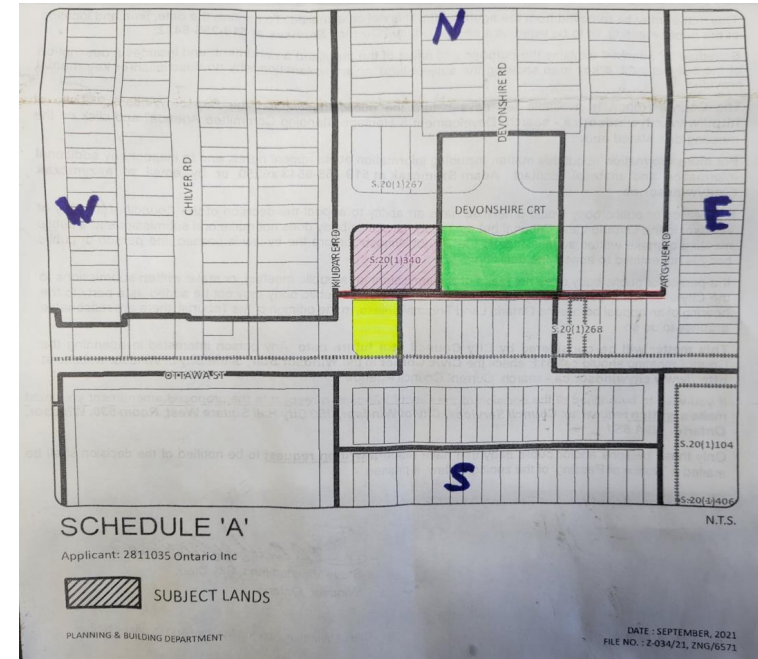 N
DEVONSHIRE RD
S.20(1)267
CHILVER RD
W
E
DEVONSHIRE CRT
KILDARE RD
S.20(1)340
ARGYLE RD
S.20(1)268
OTTAWA ST
S.20(1)104
S
S.20(1)406
N.T.S.
SCHEDULE 'A'
Applicant: 2811035 Ontario Inc
SUBJECT LANDS
PLANNING & BUILDING DEPARTMENT
DATE : SEPTEMBER, 2021
FILE NO. : Z-034/21, ZNG/6571